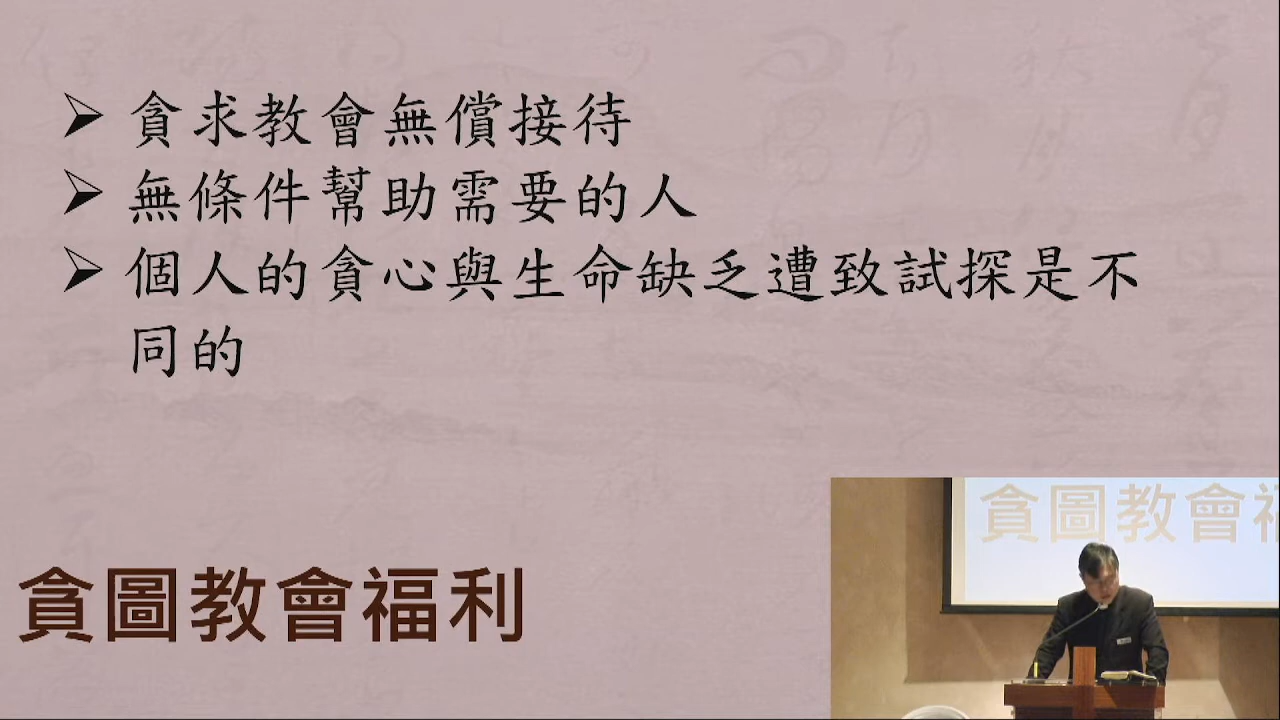 貪求教會無償接待
無條件幫助需要的人
個人的貪心與生命缺乏遭致試探是不
同的
貪圖教會福利
貪圖教會福